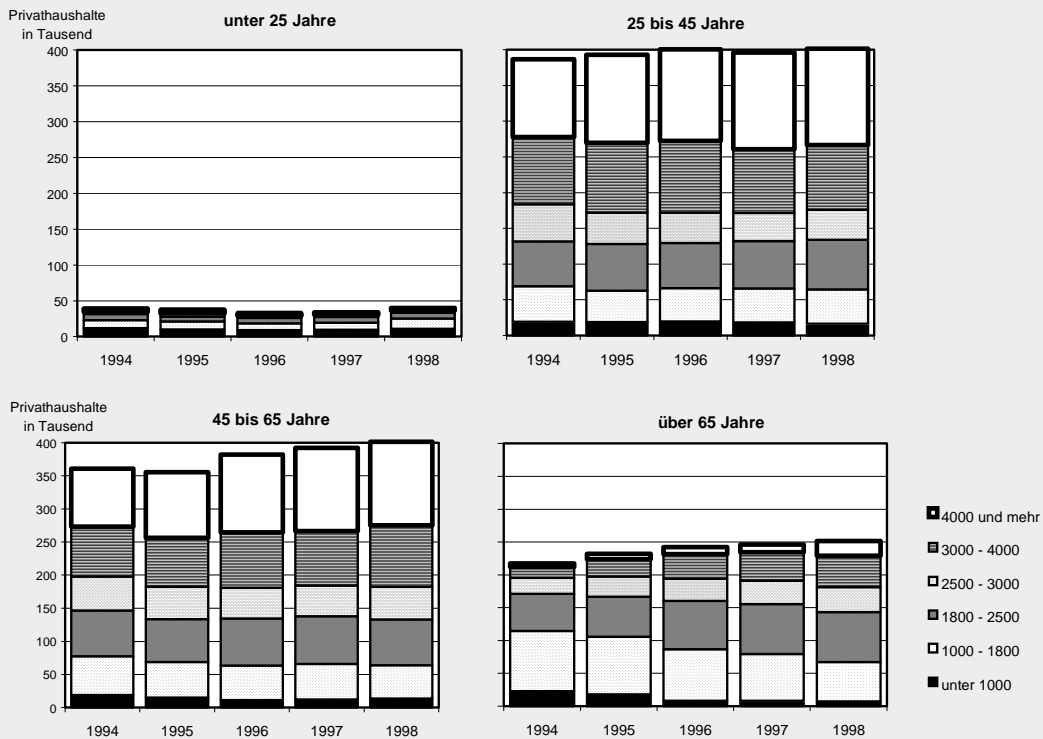 Privathaushalte
in Tausend
unter 25 Jahre
400
350
300
250
200
150
100
50
0
1994 1995 1996 1997 1998
25 bis 45 Jahre
1994 1995 1996 1997 1998
Privathaushalte
in Tausend
45 bis 65 Jahre
400
350
300
250
200
150
100
50
0
1994 1995 1996 1997 1998
über 65 Jahre
1994 1995 1996 1997 1998
4000 und mehr
3000 - 4000
2500 - 3000
1800 - 2500
1000 - 1800
unter 1000